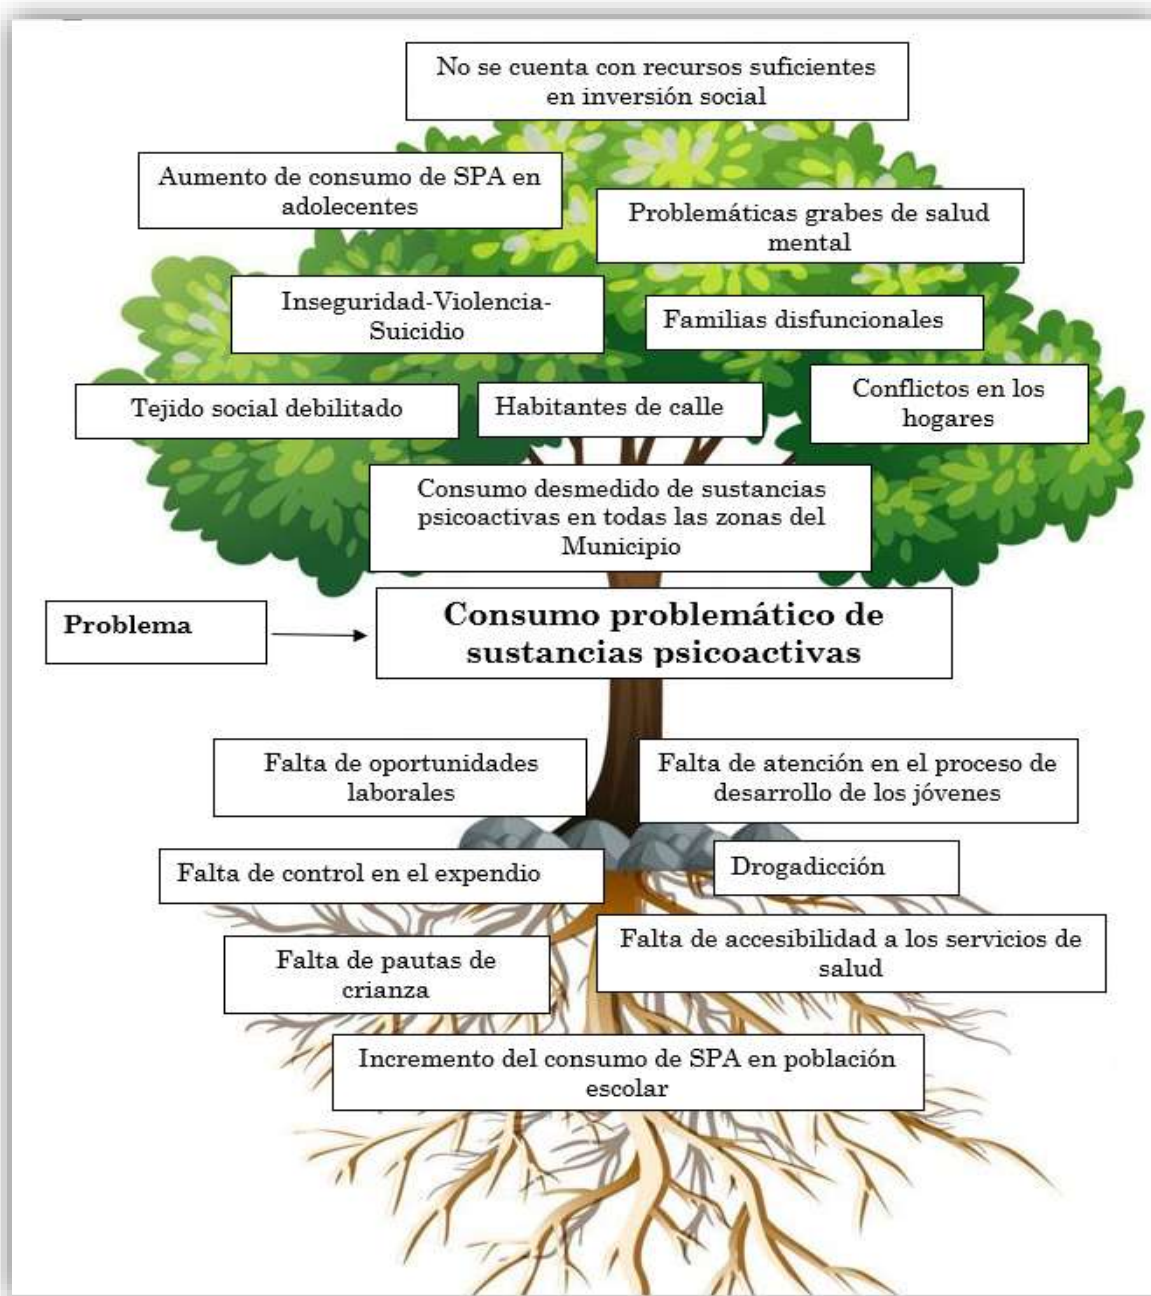 No se cuenta con recursos suficientes
en inversión social
Aumento de consumo de SPA en
adolecentes
Problemáticas grabes de salud
mental
Inseguridad-Violencia-
Suicidio
Familias disfuncionales
Tejido social debilitado
Habitantes de calle
Conflictos en los
hogares
Consumo desmedido de sustancias
psicoactivas en todas las zonas del
Municipio
Problema
Consumo problemático de
sustancias psicoactivas
Falta de oportunidades
laborales
Falta de atención en el proceso de
desarrollo de los jóvenes
Falta de control en el expendio
Drogadicción
Falta de pautas de
crianza
Falta de accesibilidad a los servicios de
salud
Incremento del consumo de SPA en población
escolar